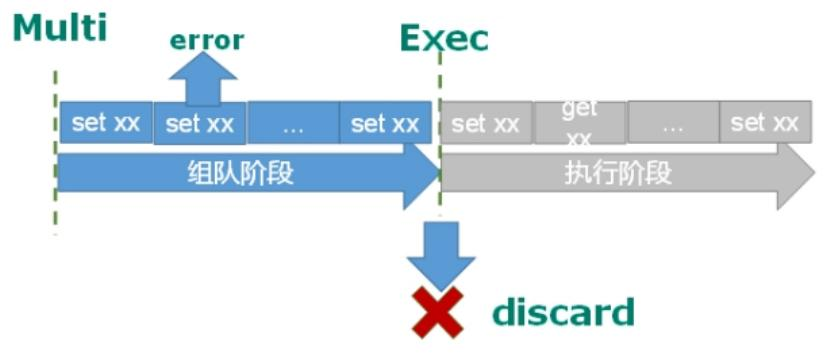 Multi
error
Exec
set xx
set xx
...
set xx
set xx
get
xx
...
set xx
组队阶段
执行阶段
discard